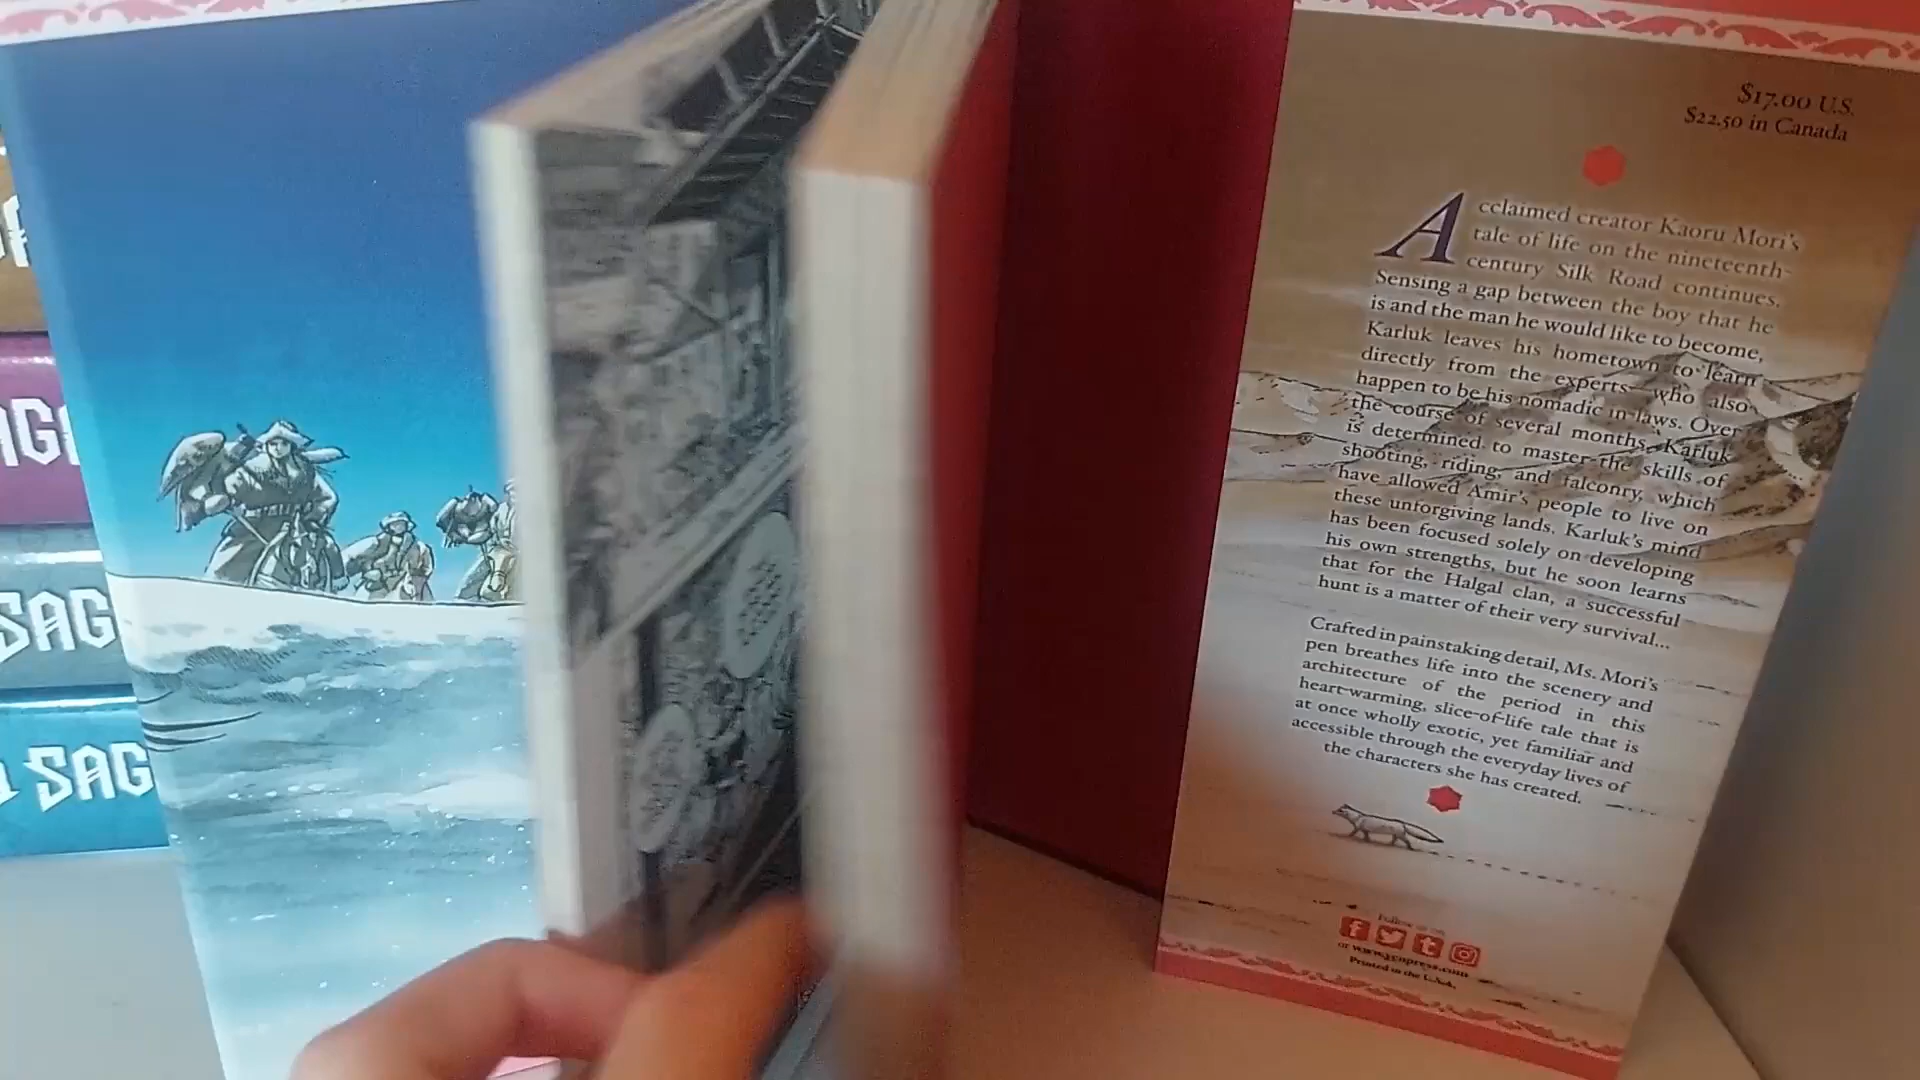 AG
SAG
SAG
$17.00 U.S.
$22.50 in Canada
Acclaimed creator Kaoru Mori's
tale of life on the nineteenth-
century Silk Road continues.
Sensing a gap between the boy that he
is and the man he would like to become,
Karluk leaves his hometown to learn
directly from the experts—who also
happen to be his nomadic in-laws. Over
the course of several months, Karluk
is determined to master the skills of
shooting, riding, and falconry, which
have allowed Amir's people to live on
these unforgiving lands. Karluk's mind
has been focused solely on developing
his own strengths, but he soon learns
that for the Halgal clan, a successful
hunt is a matter of their very survival...
Crafted in painstaking detail, Ms. Mori's
pen breathes life into the scenery and
architecture of the period in this
heart-warming, slice-of-life tale that is
at once wholly exotic, yet familiar and
accessible through the everyday lives of
the characters she has created.
or www.yenpress.com
Printed in the U.S.A.